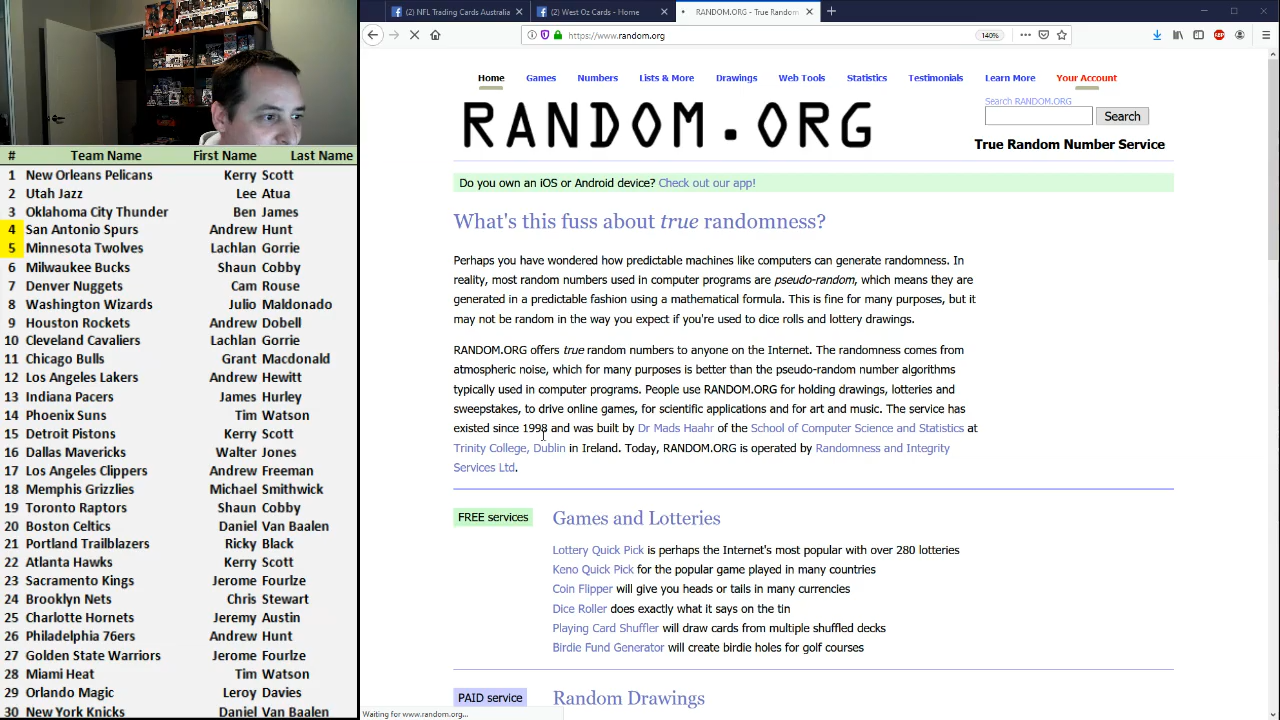 (2) NFL Trading Cards Australia
(2) West Oz Cards - Home
RANDOM.ORG - True Random
https://www.random.org
140%
Home Games Numbers Lists & More Drawings Web Tools Statistics Testimonials Learn More Your Account
RANDOM.ORG
Search RANDOM.ORG
Search
True Random Number Service
Do you own an iOS or Android device? Check out our app!
What's this fuss about true randomness?
Perhaps you have wondered how predictable machines like computers can generate randomness. In
reality, most random numbers used in computer programs are pseudo-random, which means they are
generated in a predictable fashion using a mathematical formula. This is fine for many purposes, but it
may not be random in the way you expect if you're used to dice rolls and lottery drawings.
RANDOM.ORG offers true random numbers to anyone on the Internet. The randomness comes from
atmospheric noise, which for many purposes is better than the pseudo-random number algorithms
typically used in computer programs. People use RANDOM.ORG for holding drawings, lotteries and
sweepstakes, to drive online games, for scientific applications and for art and music. The service has
existed since 1998 and was built by Dr Mads Haahr of the School of Computer Science and Statistics at
Trinity College, Dublin in Ireland. Today, RANDOM.ORG is operated by Randomness and Integrity
Services Ltd.
FREE services
Games and Lotteries
Lottery Quick Pick is perhaps the Internet's most popular with over 280 lotteries
Keno Quick Pick for the popular game played in many countries
Coin Flipper will give you heads or tails in many currencies
Dice Roller does exactly what it says on the tin
Playing Card Shuffler will draw cards from multiple shuffled decks
Birdie Fund Generator will create birdie holes for golf courses
PAID service
Random Drawings
Waiting for www.random.org...
# Team Name First Name Last Name
1 New Orleans Pelicans Kerry Scott
2 Utah Jazz Lee Atua
3 Oklahoma City Thunder Ben James
4 San Antonio Spurs Andrew Hunt
5 Minnesota Twolves Lachlan Gorrie
6 Milwaukee Bucks Shaun Cobby
7 Denver Nuggets Cam Rouse
8 Washington Wizards Julio Maldonado
9 Houston Rockets Andrew Dobell
10 Cleveland Cavaliers Lachlan Gorrie
11 Chicago Bulls Grant Macdonald
12 Los Angeles Lakers Andrew Hewitt
13 Indiana Pacers James Hurley
14 Phoenix Suns Tim Watson
15 Detroit Pistons Kerry Scott
16 Dallas Mavericks Walter Jones
17 Los Angeles Clippers Andrew Freeman
18 Memphis Grizzlies Michael Smithwick
19 Toronto Raptors Shaun Cobby
20 Boston Celtics Daniel Van Baalen
21 Portland Trailblazers Ricky Black
22 Atlanta Hawks Kerry Scott
23 Sacramento Kings Jerome Fourlze
24 Brooklyn Nets Chris Stewart
25 Charlotte Hornets Jeremy Austin
26 Philadelphia 76ers Andrew Hunt
27 Golden State Warriors Jerome Fourlze
28 Miami Heat Tim Watson
29 Orlando Magic Leroy Davies
30 New York Knicks Daniel Van Baalen